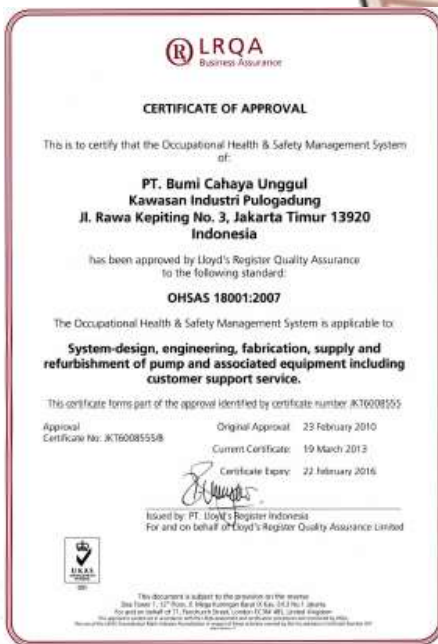 LRQA
Business Assurance
CERTIFICATE OF APPROVAL
This is to certify that the Occupational Health & Safety Management System
of:
PT. Bumi Cahaya Unggul
Kawasan Industri Pulogadung
Jl. Rawa Kepiting No. 3, Jakarta Timur 13920
Indonesia
has been approved by Lloyd's Register Quality Assurance
to the following standard:
OHSAS 18001:2007
The Occupational Health & Safety Management System is applicable to:
System-design, engineering, fabrication, supply and
refurbishment of pump and associated equipment including
customer support service.
This certificate forms part of the approval identified by certificate number JKT6008555
Approval
Certificate No: JKT6008555/B
Original Approval: 23 February 2010
Current Certificate: 19 March 2013
Certificate Expiry: 22 February 2016
Issued by: PT. Lloyd's Register Indonesia
For and on behalf of Lloyd's Register Quality Assurance Limited
UKAS
This document is subject to the provision on the reverse